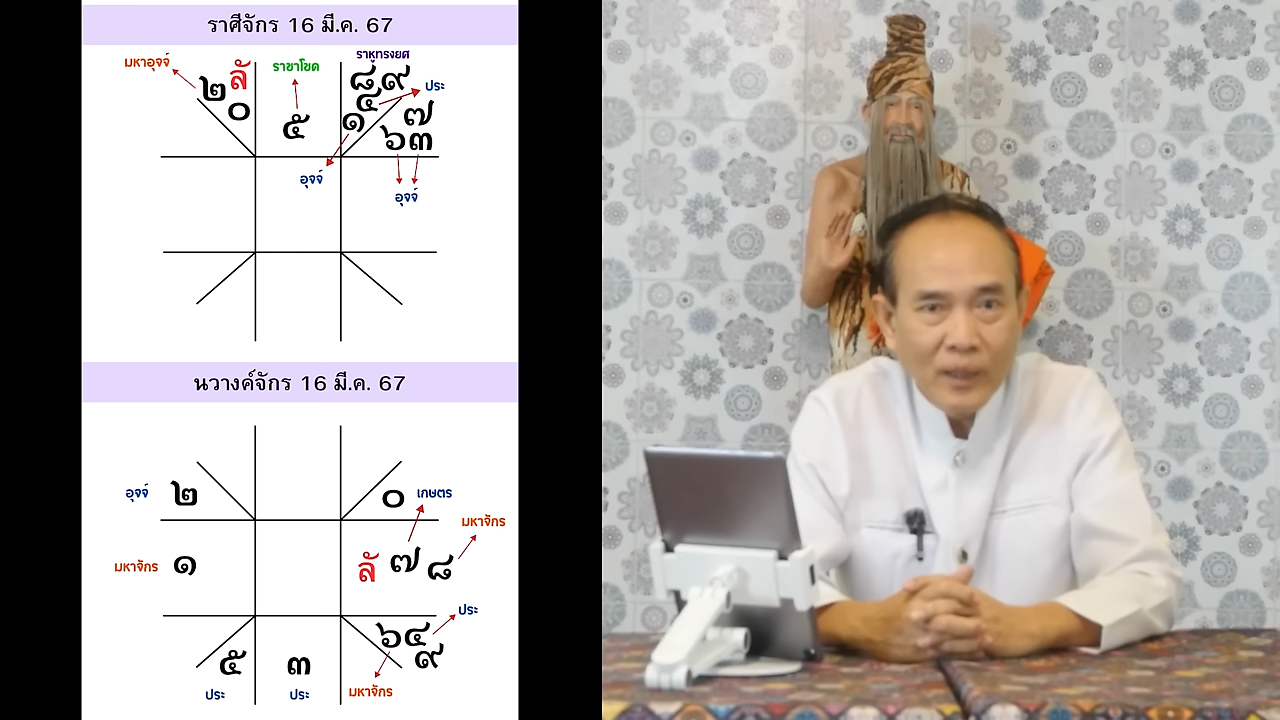 ราศีจักร 16 มี.ค. 67
ราหูทรงยศ
มหาอุจจ์ ๒ ลั ราชาโชค ๘ ๙
๐ ๔ ประ
๕ ๑ ๗
๖ ๓
อุจจ์
อุจจ์
นวางค์จักร 16 มี.ค. 67
อุจจ์ ๒ ๐ เกษตร
มหาจักร
มหาจักร ๑ ลั ๗ ๘
ประ
๖ ๔
๕ ๓ ๙
ประ ประ มหาจักร